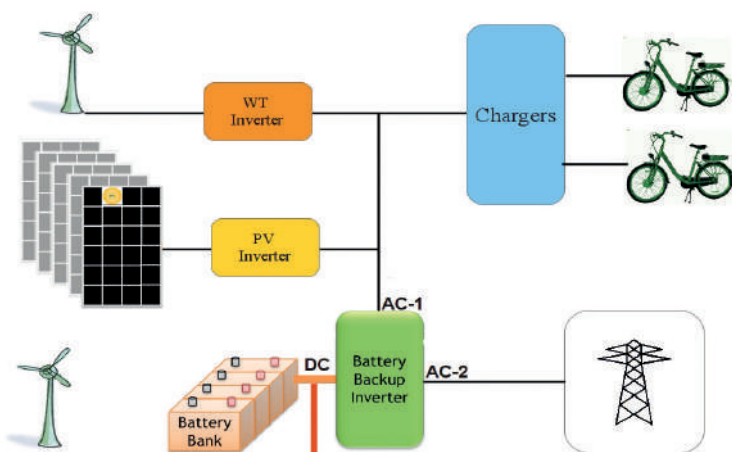 WT
Inverter
Chargers
PV
Inverter
AC-1
DC
Battery
Backup
Inverter
AC-2
Battery
Bank